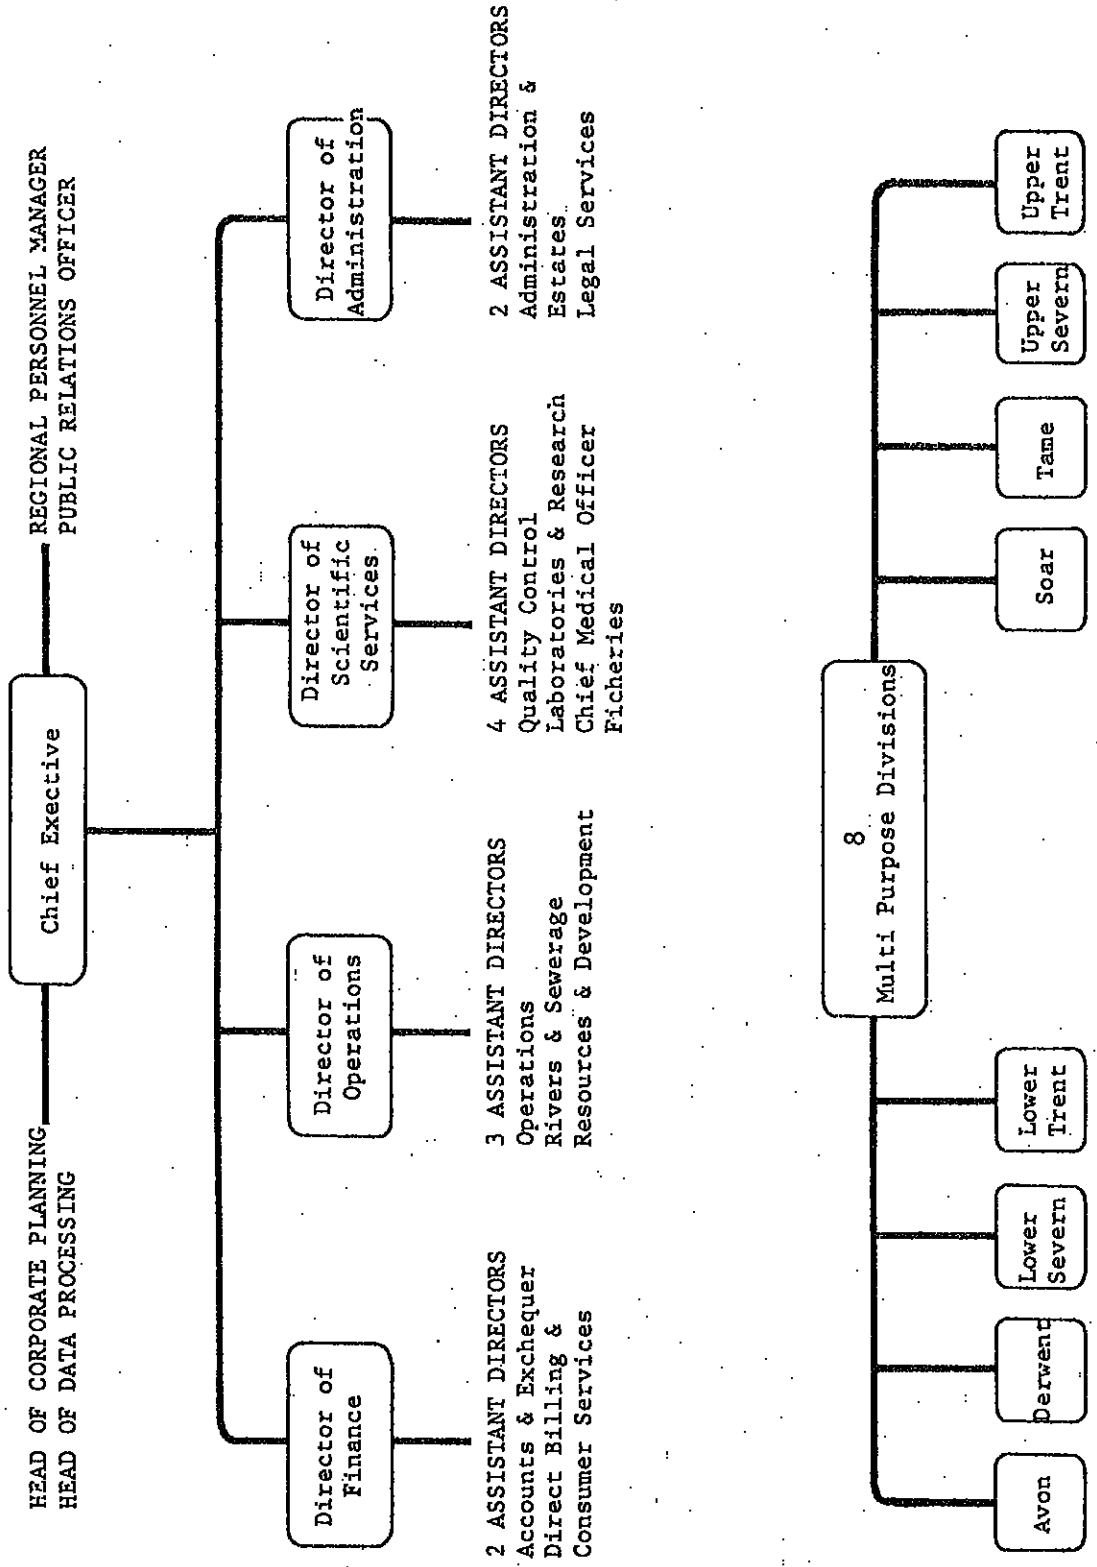 HEAD OF CORPORATE PLANNING
HEAD OF DATA PROCESSING
Chief Exective
REGIONAL PERSONNEL MANAGER
PUBLIC RELATIONS OFFICER
Director of
Finance
Director of
Operations
Director of
Scientific
Services
Director of
Administration
2 ASSISTANT DIRECTORS
Accounts & Exchequer
Direct Billing &
Consumer Services
3 ASSISTANT DIRECTORS
Operations
Rivers & Sewerage
Resources & Development
4 ASSISTANT DIRECTORS
Quality Control
Laboratories & Research
Chief Medical Officer
Ficheries
2 ASSISTANT DIRECTORS
Administration &
Estates
Legal Services
8
Multi Purpose Divisions
Avon
Derwent
Lower
Severn
Lower
Trent
Soar
Tame
Upper
Severn
Upper
Trent